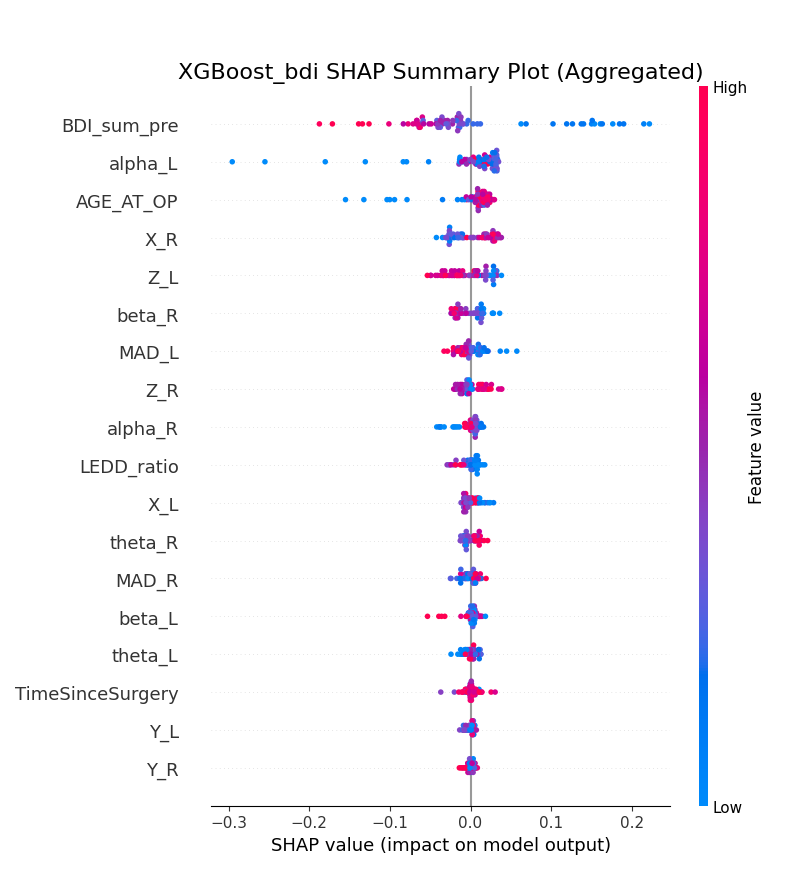 XGBoost_bdi SHAP Summary Plot (Aggregated)
High
BDI_sum_pre
alpha_L
AGE_AT_OP
X_R
Z_L
beta_R
MAD_L
Z_R
alpha_R
LEDD_ratio
X_L
theta_R
MAD_R
beta_L
theta_L
TimeSinceSurgery
Y_L
Y_R
Feature value
Low
−0.3 −0.2 −0.1 0.0 0.1 0.2
SHAP value (impact on model output)